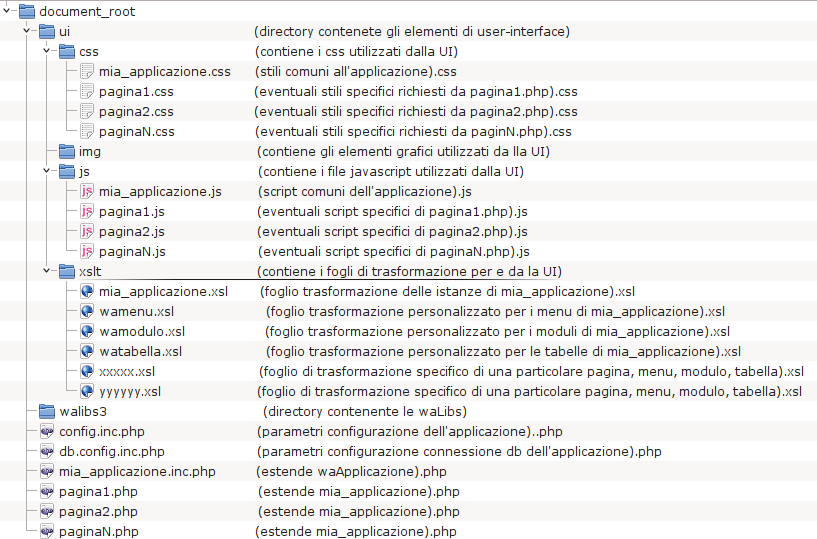 document_root
ui (directory contenete gli elementi di user-interface)
css (contiene i css utilizzati dalla UI)
mia_applicazione.css (stili comuni all'applicazione).css
pagina1.css (eventuali stili specifici richiesti da pagina1.php).css
pagina2.css (eventuali stili specifici richiesti da pagina2.php).css
paginaN.css (eventuali stili specifici richiesti da paginN.php).css
img (contiene gli elementi grafici utilizzati da lla UI)
js (contiene i file javascript utilizzati dalla UI)
mia_applicazione.js (script comuni dell'applicazione).js
pagina1.js (eventuali script specifici di pagina1.php).js
pagina2.js (eventuali script specifici di pagina2.php).js
paginaN.js (eventuali script specifici di paginaN.php).js
xslt (contiene i fogli di trasformazione per e da la UI)
mia_applicazione.xsl (foglio trasformazione delle istanze di mia_applicazione).xsl
wamenu.xsl (foglio trasformazione personalizzato per i menu di mia_applicazione).xsl
wamodulo.xsl (foglio trasformazione personalizzato per i moduli di mia_applicazione).xsl
watabella.xsl (foglio trasformazione personalizzato per le tabelle di mia_applicazione).xsl
xxxxx.xsl (foglio di trasformazione specifico di una particolare pagina, menu, modulo, tabella).xsl
yyyyyy.xsl (foglio di trasformazione specifico di una particolare pagina, menu, modulo, tabella).xsl
walibs3 (directory contenente le waLibs)
config.inc.php (parametri configurazione dell'applicazione)..php
db.config.inc.php (parametri configurazione connessione db dell'applicazione).php
mia_applicazione.inc.php (estende waApplicazione).php
pagina1.php (estende mia_applicazione).php
pagina2.php (estende mia_applicazione).php
paginaN.php (estende mia_applicazione).php